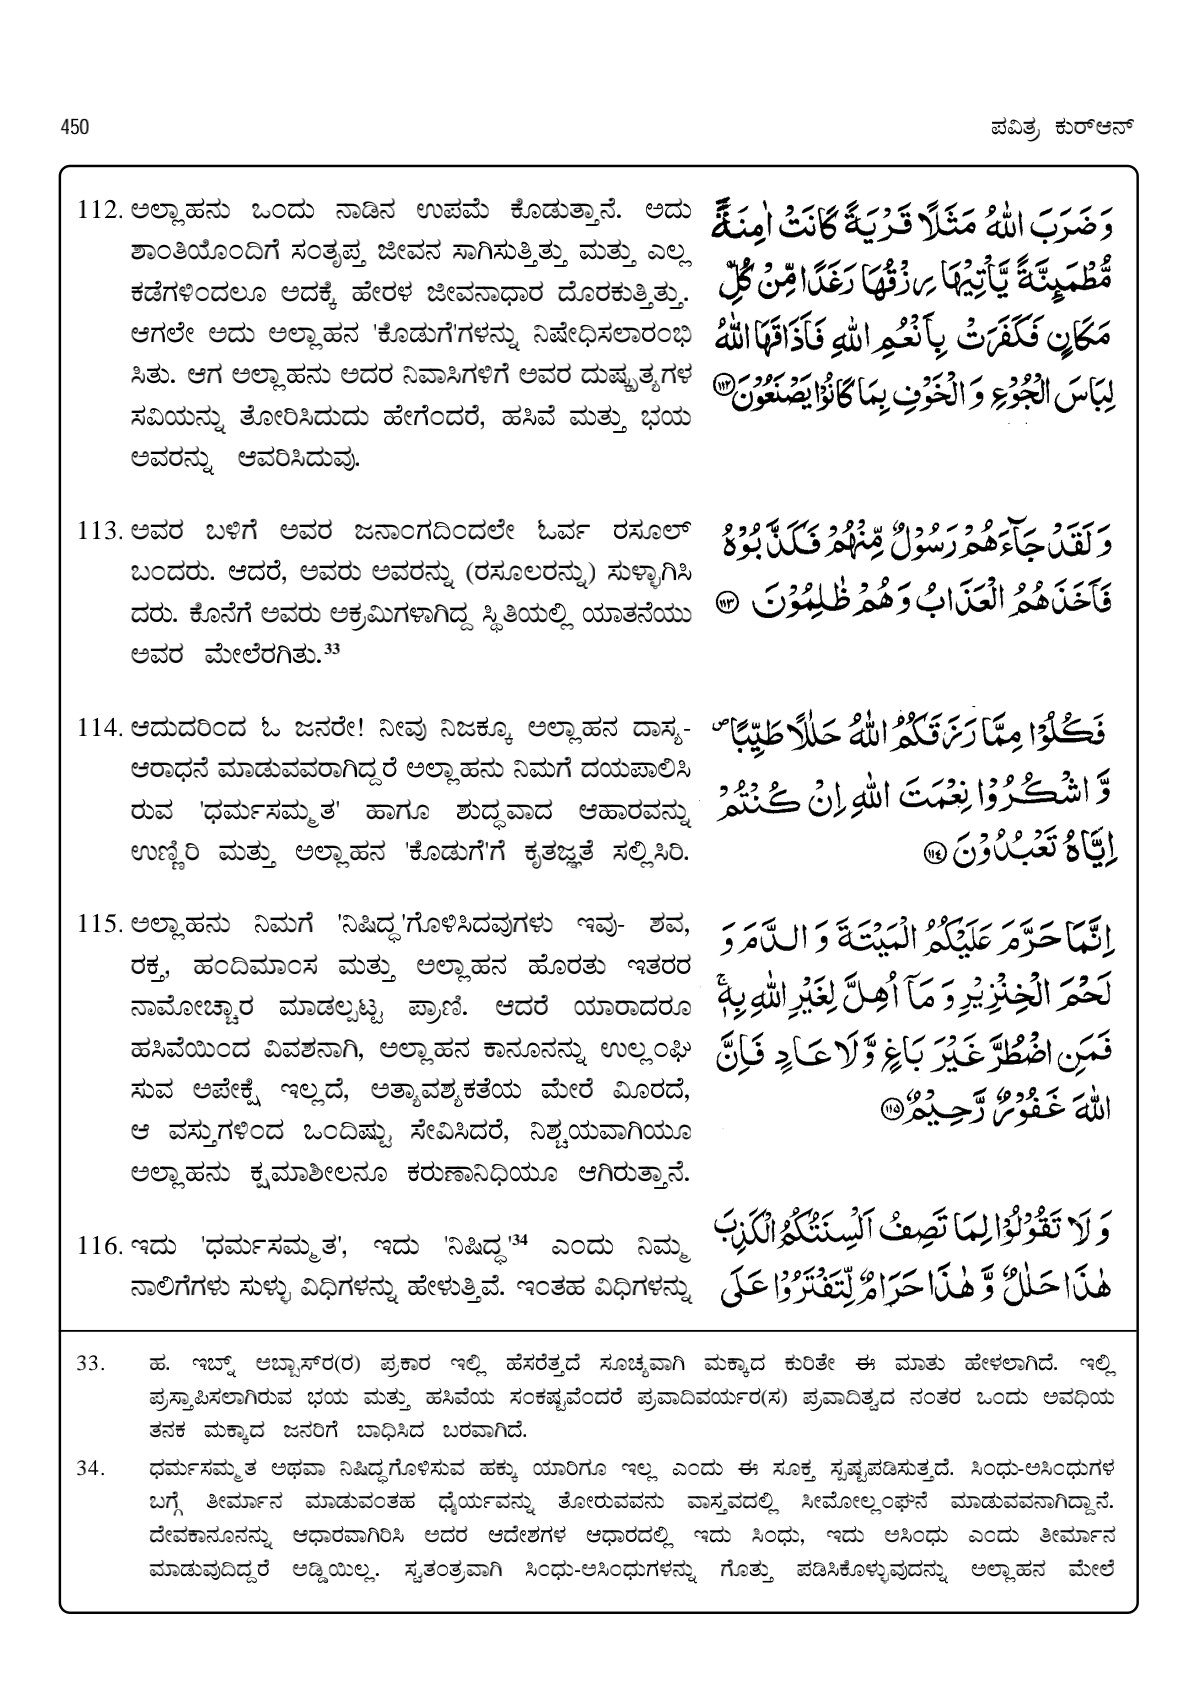 450
ಪವಿತ್ರ ಕುರ್‌ಆನ್
112. ಅಲ್ಲಾಹನು ಒಂದು ನಾಡಿನ ಉಪಮೆ ಕೊಡುತ್ತಾನೆ. ಅದು
ಶಾಂತಿಯೊಂದಿಗೆ ಸಂತೃಪ್ತ ಜೀವನ ಸಾಗಿಸುತ್ತಿತ್ತು ಮತ್ತು ಎಲ್ಲ
ಕಡೆಗಳಿಂದಲೂ ಅದಕ್ಕೆ ಹೇರಳ ಜೀವನಾಧಾರ ದೊರಕುತ್ತಿತ್ತು.
ಆಗಲೇ ಅದು ಅಲ್ಲಾಹನ 'ಕೊಡುಗೆ'ಗಳನ್ನು ನಿಷೇಧಿಸಲಾರಂಭಿ
ಸಿತು. ಆಗ ಅಲ್ಲಾಹನು ಅದರ ನಿವಾಸಿಗಳಿಗೆ ಅವರ ದುಷ್ಕೃತ್ಯಗಳ
ಸವಿಯನ್ನು ತೋರಿಸಿದುದು ಹೇಗೆಂದರೆ, ಹಸಿವೆ ಮತ್ತು ಭಯ
ಅವರನ್ನು ಆವರಿಸಿದುವು.
وَضَرَبَ اللهُ مَثَلًا قَرْيَةً كَانَتْ اٰمِنَةً
مُّطْمَىِٕنَّةً يَّأْتِيْهَا رِزْقُهَا رَغَدًا مِّنْ كُلِّ
مَكَانٍ فَكَفَرَتْ بِاَنْعُمِ اللهِ فَاَذَاقَهَا اللهُ
لِبَاسَ الْجُوْعِ وَالْخَوْفِ بِمَا كَانُوْا يَصْنَعُوْنَ ۝١١٢
113. ಅವರ ಬಳಿಗೆ ಅವರ ಜನಾಂಗದಿಂದಲೇ ಓರ್ವ ರಸೂಲ್
ಬಂದರು. ಆದರೆ, ಅವರು ಅವರನ್ನು (ರಸೂಲರನ್ನು) ಸುಳ್ಳಾಗಿಸಿ
ದರು. ಕೊನೆಗೆ ಅವರು ಅಕ್ರಮಿಗಳಾಗಿದ್ದ ಸ್ಥಿತಿಯಲ್ಲಿ ಯಾತನೆಯು
ಅವರ ಮೇಲೆರಗಿತು.33
وَلَقَدْ جَآءَهُمْ رَسُوْلٌ مِّنْهُمْ فَكَذَّبُوْهُ
فَاَخَذَهُمُ الْعَذَابُ وَهُمْ ظٰلِمُوْنَ ۝١١٣
114. ಆದುದರಿಂದ ಓ ಜನರೇ! ನೀವು ನಿಜಕ್ಕೂ ಅಲ್ಲಾಹನ ದಾಸ್ಯ-
ಆರಾಧನೆ ಮಾಡುವವರಾಗಿದ್ದರೆ ಅಲ್ಲಾಹನು ನಿಮಗೆ ದಯಪಾಲಿಸಿ
ರುವ 'ಧರ್ಮಸಮ್ಮತ' ಹಾಗೂ ಶುದ್ಧವಾದ ಆಹಾರವನ್ನು
ಉಣ್ಣಿರಿ ಮತ್ತು ಅಲ್ಲಾಹನ 'ಕೊಡುಗೆ'ಗೆ ಕೃತಜ್ಞತೆ ಸಲ್ಲಿಸಿರಿ.
فَكُلُوْا مِمَّا رَزَقَكُمُ اللهُ حَلٰلًا طَيِّبًا ۖ
وَّاشْكُرُوْا نِعْمَتَ اللهِ اِنْ كُنْتُمْ
اِيَّاهُ تَعْبُدُوْنَ ۝١١٤
115. ಅಲ್ಲಾಹನು ನಿಮಗೆ 'ನಿಷಿದ್ಧ'ಗೊಳಿಸಿದವುಗಳು ಇವು- ಶವ,
ರಕ್ತ, ಹಂದಿಮಾಂಸ ಮತ್ತು ಅಲ್ಲಾಹನ ಹೊರತು ಇತರರ
ನಾಮೋಚ್ಚಾರ ಮಾಡಲ್ಪಟ್ಟ ಪ್ರಾಣಿ. ಆದರೆ ಯಾರಾದರೂ
ಹಸಿವೆಯಿಂದ ವಿವಶನಾಗಿ, ಅಲ್ಲಾಹನ ಕಾನೂನನ್ನು ಉಲ್ಲಂಘಿ
ಸುವ ಅಪೇಕ್ಷೆ ಇಲ್ಲದೆ, ಅತ್ಯಾವಶ್ಯಕತೆಯ ಮೇರೆ ಮೀರದೆ,
ಆ ವಸ್ತುಗಳಿಂದ ಒಂದಿಷ್ಟು ಸೇವಿಸಿದರೆ, ನಿಶ್ಚಯವಾಗಿಯೂ
ಅಲ್ಲಾಹನು ಕ್ಷಮಾಶೀಲನೂ ಕರುಣಾನಿಧಿಯೂ ಆಗಿರುತ್ತಾನೆ.
اِنَّمَا حَرَّمَ عَلَيْكُمُ الْمَيْتَةَ وَالدَّمَ وَ
لَحْمَ الْخِنْزِيْرِ وَمَآ اُهِلَّ لِغَيْرِ اللهِ بِهٖ ۚ
فَمَنِ اضْطُرَّ غَيْرَ بَاغٍ وَّلَا عَادٍ فَاِنَّ
اللهَ غَفُوْرٌ رَّحِيْمٌ ۝١١٥
116. ಇದು 'ಧರ್ಮಸಮ್ಮತ', ಇದು 'ನಿಷಿದ್ಧ'34 ಎಂದು ನಿಮ್ಮ
ನಾಲಿಗೆಗಳು ಸುಳ್ಳು ವಿಧಿಗಳನ್ನು ಹೇಳುತ್ತಿವೆ. ಇಂತಹ ವಿಧಿಗಳನ್ನು
وَلَا تَقُوْلُوْا لِمَا تَصِفُ اَلْسِنَتُكُمُ الْكَذِبَ
هٰذَا حَلٰلٌ وَّهٰذَا حَرَامٌ لِّتَفْتَرُوْا عَلَى
33. ಹ. ಇಬ್ನ್ ಅಬ್ಬಾಸ್‌ರ(ರ) ಪ್ರಕಾರ ಇಲ್ಲಿ ಹೆಸರೆತ್ತದೆ ಸೂಚ್ಯವಾಗಿ ಮಕ್ಕಾದ ಕುರಿತೇ ಈ ಮಾತು ಹೇಳಲಾಗಿದೆ. ಇಲ್ಲಿ
ಪ್ರಸ್ತಾಪಿಸಲಾಗಿರುವ ಭಯ ಮತ್ತು ಹಸಿವೆಯ ಸಂಕಷ್ಟವೆಂದರೆ ಪ್ರವಾದಿವರ್ಯರ(ಸ) ಪ್ರವಾದಿತ್ವದ ನಂತರ ಒಂದು ಅವಧಿಯ
ತನಕ ಮಕ್ಕಾದ ಜನರಿಗೆ ಬಾಧಿಸಿದ ಬರವಾಗಿದೆ.
34. ಧರ್ಮಸಮ್ಮತ ಅಥವಾ ನಿಷಿದ್ಧಗೊಳಿಸುವ ಹಕ್ಕು ಯಾರಿಗೂ ಇಲ್ಲ ಎಂದು ಈ ಸೂಕ್ತ ಸ್ಪಷ್ಟಪಡಿಸುತ್ತದೆ. ಸಿಂಧು-ಅಸಿಂಧುಗಳ
ಬಗ್ಗೆ ತೀರ್ಮಾನ ಮಾಡುವಂತಹ ಧೈರ್ಯವನ್ನು ತೋರುವವನು ವಾಸ್ತವದಲ್ಲಿ ಸೀಮೋಲ್ಲಂಘನೆ ಮಾಡುವವನಾಗಿದ್ದಾನೆ.
ದೇವಕಾನೂನನ್ನು ಆಧಾರವಾಗಿರಿಸಿ ಅದರ ಆದೇಶಗಳ ಆಧಾರದಲ್ಲಿ ಇದು ಸಿಂಧು, ಇದು ಅಸಿಂಧು ಎಂದು ತೀರ್ಮಾನ
ಮಾಡುವುದಿದ್ದರೆ ಅಡ್ಡಿಯಿಲ್ಲ. ಸ್ವತಂತ್ರವಾಗಿ ಸಿಂಧು-ಅಸಿಂಧುಗಳನ್ನು ಗೊತ್ತು ಪಡಿಸಿಕೊಳ್ಳುವುದನ್ನು ಅಲ್ಲಾಹನ ಮೇಲೆ